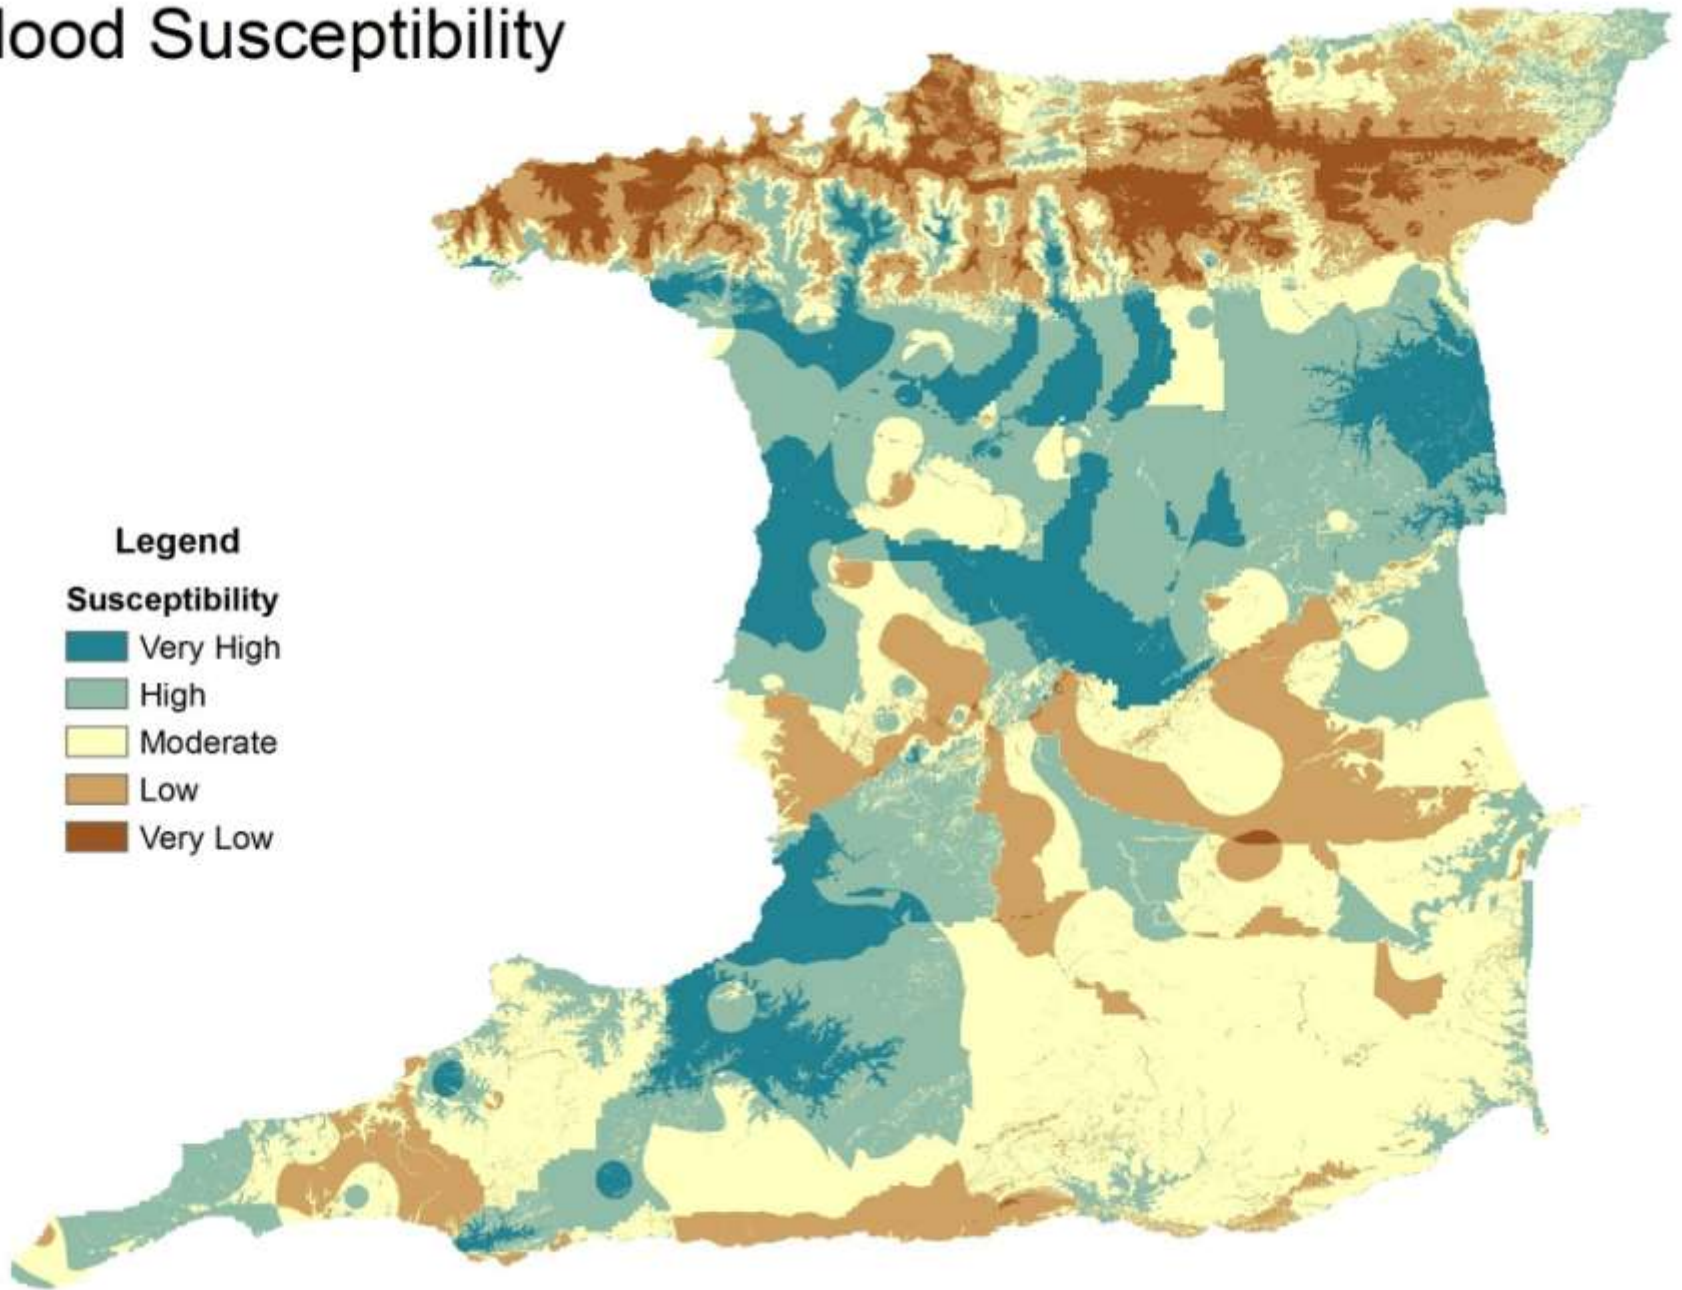 lood Susceptibility
Legend
Susceptibility
Very High
High
Moderate
Low
Very Low